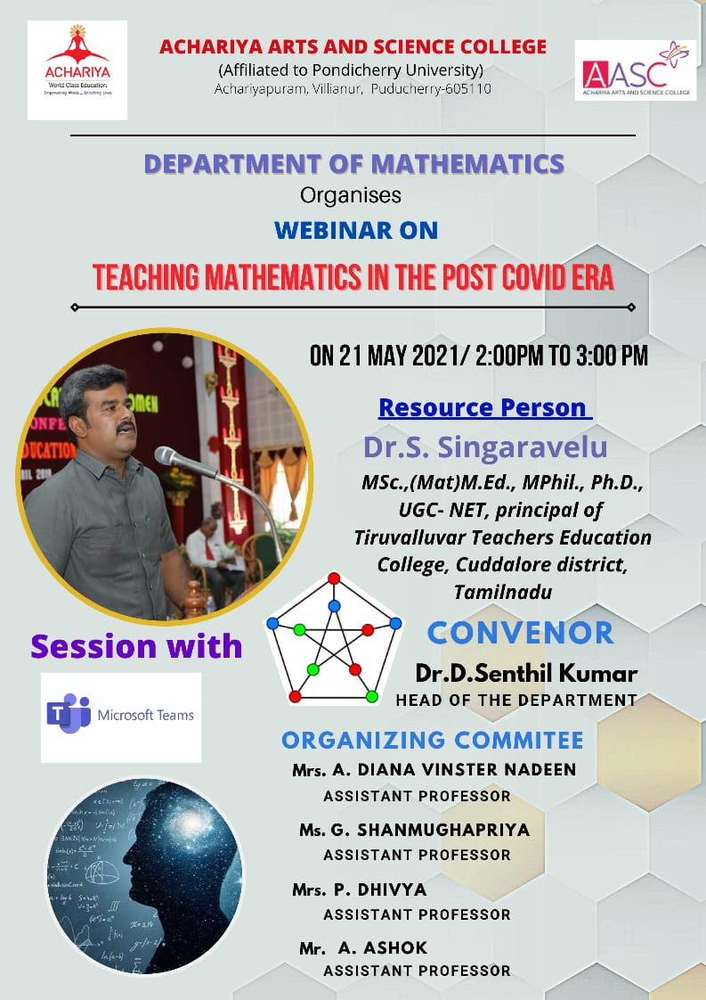 ACHARIYA
World Class Education
Empowering Minds... Enriching Lives
ACHARIYA ARTS AND SCIENCE COLLEGE
(Affiliated to Pondicherry University)
Achariyapuram, Villianur, Puducherry-605110
AASC
ACHARIYA ARTS AND SCIENCE COLLEGE
DEPARTMENT OF MATHEMATICS
Organises
WEBINAR ON
TEACHING MATHEMATICS IN THE POST COVID ERA
ON 21 MAY 2021/ 2:00PM TO 3:00 PM
Resource Person
Dr.S. Singaravelu
MSc.,(Mat)M.Ed., MPhil., Ph.D.,
UGC- NET, principal of
Tiruvalluvar Teachers Education
College, Cuddalore district,
Tamilnadu
Session with
Microsoft Teams
CONVENOR
Dr.D.Senthil Kumar
HEAD OF THE DEPARTMENT
ORGANIZING COMMITEE
Mrs. A. DIANA VINSTER NADEEN
ASSISTANT PROFESSOR
Ms. G. SHANMUGHAPRIYA
ASSISTANT PROFESSOR
Mrs. P. DHIVYA
ASSISTANT PROFESSOR
Mr. A. ASHOK
ASSISTANT PROFESSOR